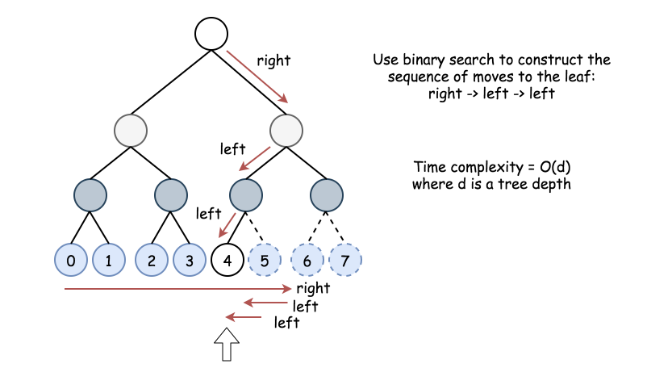 right
Use binary search to construct the
sequence of moves to the leaf:
right -> left -> left
left
Time complexity = O(d)
where d is a tree depth
left
0 1 2 3 4 5 6 7
right
left
left